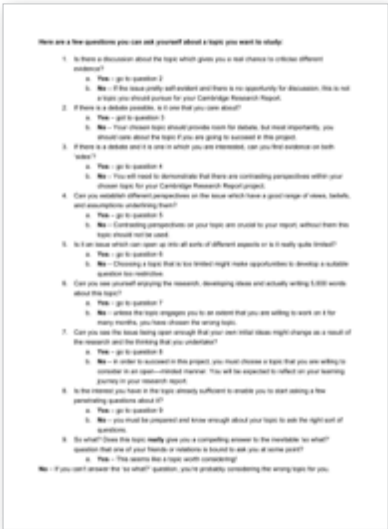 Here are a few questions you can ask yourself about a topic you want to study:
1. Is there a discussion about the topic which gives you a real chance to criticise different
evidence?
a. Yes – go to question 2
b. No – If the issue pretty self-evident and there is no opportunity for discussion, this is not
a topic you should pursue for your Cambridge Research Report.
2. If there is a debate possible, is it one that you care about?
a. Yes – got to question 3
b. No – Your chosen topic should provide room for debate, but most importantly, you
should care about the topic if you are going to succeed in this project.
3. If there is a debate and it is one in which you are interested, can you find evidence on both
'sides'?
a. Yes – go to question 4
b. No – You will need to demonstrate that there are contrasting perspectives within your
chosen topic for your Cambridge Research Report project.
4. Can you establish different perspectives on the issue which have a good range of views, beliefs,
and assumptions underlining them?
a. Yes – go to question 5
b. No – Contrasting perspectives on your topic are crucial to your report; without them this
topic should not be used.
5. Is it an issue which can open up into all sorts of different aspects or is it really quite limited?
a. Yes – go to question 6
b. No – Choosing a topic that is too limited might make opportunities to develop a suitable
question too restrictive.
6. Can you see yourself enjoying the research, developing ideas and actually writing 5,000 words
about this topic?
a. Yes – go to question 7
b. No – unless the topic engages you to an extent that you are willing to work on it for
many months, you have chosen the wrong topic.
7. Can you see the issue being open enough that your own initial ideas might change as a result of
the research and the thinking that you undertake?
a. Yes – go to question 8
b. No – in order to succeed in this project, you must choose a topic that you are willing to
consider in an open-minded manner. You will be expected to reflect on your learning
journey in your research report.
8. Is the interest you have in the topic already sufficient to enable you to start asking a few
penetrating questions about it?
a. Yes – go to question 9
b. No – you must be prepared and know enough about your topic to ask the right sort of
questions.
9. So what? Does this topic really give you a compelling answer to the inevitable 'so what?'
question that one of your friends or relations is bound to ask you at some point?
a. Yes – This seems like a topic worth considering!
No – if you can't answer the 'so what?' question, you're probably considering the wrong topic for you.